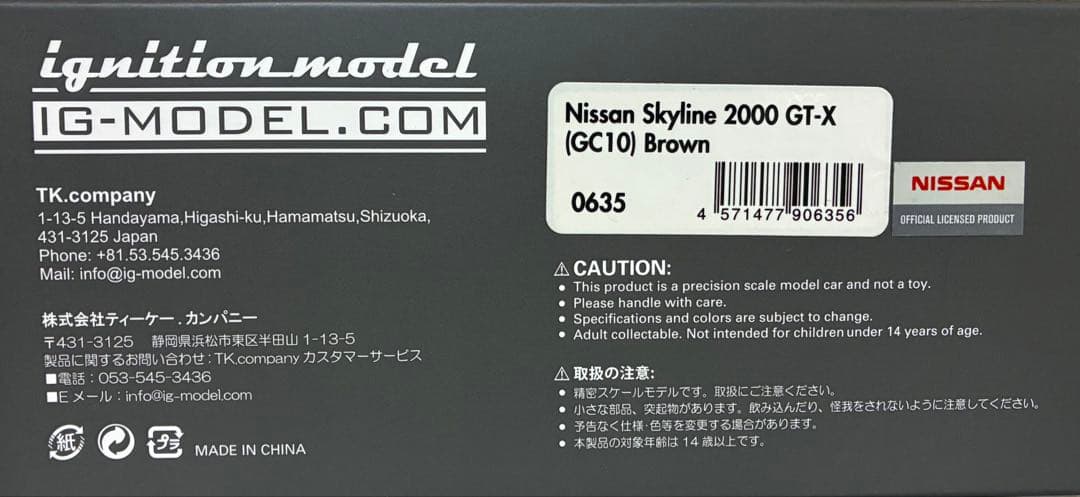 ignition model
IG-MODEL.COM
TK.company
1-13-5 Handayama,Higashi-ku,Hamamatsu,Shizuoka,
431-3125 Japan
Phone: +81.53.545.3436
Mail: info@ig-model.com
株式会社ティーケー.カンパニー
〒431-3125 静岡県浜松市東区半田山1-13-5
製品に関するお問い合わせ:TK.company カスタマーサービス
■電話:053-545-3436
■Eメール:info@ig-model.com
紙 プラ MADE IN CHINA
Nissan Skyline 2000 GT-X
(GC10) Brown
0635
4 571477 906356
NISSAN
OFFICIAL LICENSED PRODUCT
⚠ CAUTION:
• This product is a precision scale model car and not a toy.
• Please handle with care.
• Specifications and colors are subject to change.
• Adult collectable. Not intended for children under 14 years of age.
⚠ 取扱の注意:
• 精密スケールモデルです。取扱にご注意ください。
• 小さな部品、突起物があります。飲み込んだり、怪我をされないように注意してください。
• 予告なく仕様・色等を変更する場合があります。
• 本製品の対象年齢は14歳以上です。